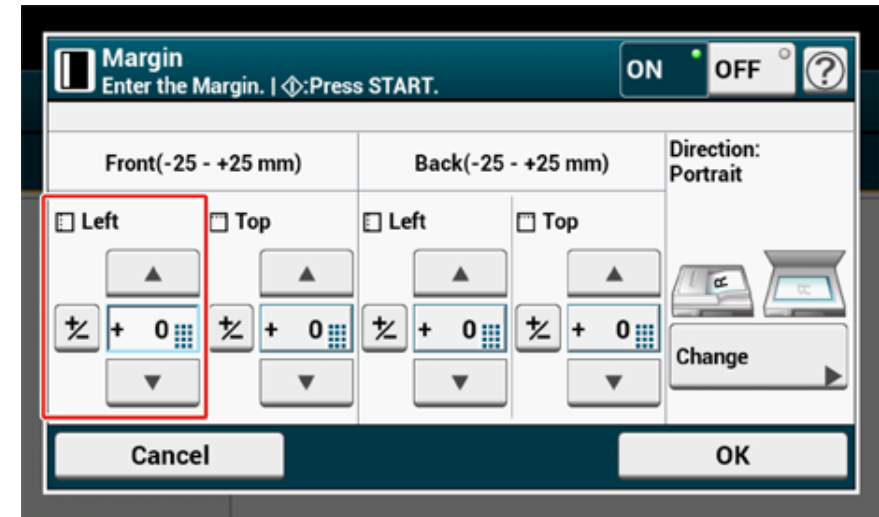 Margin
Enter the Margin. | :Press START.
ON
OFF
?
Front(-25 - +25 mm)
Back(-25 - +25 mm)
Direction:
Portrait
Left
Top
Left
Top
+ 0
+ 0
+ 0
+ 0
Change
Cancel
OK